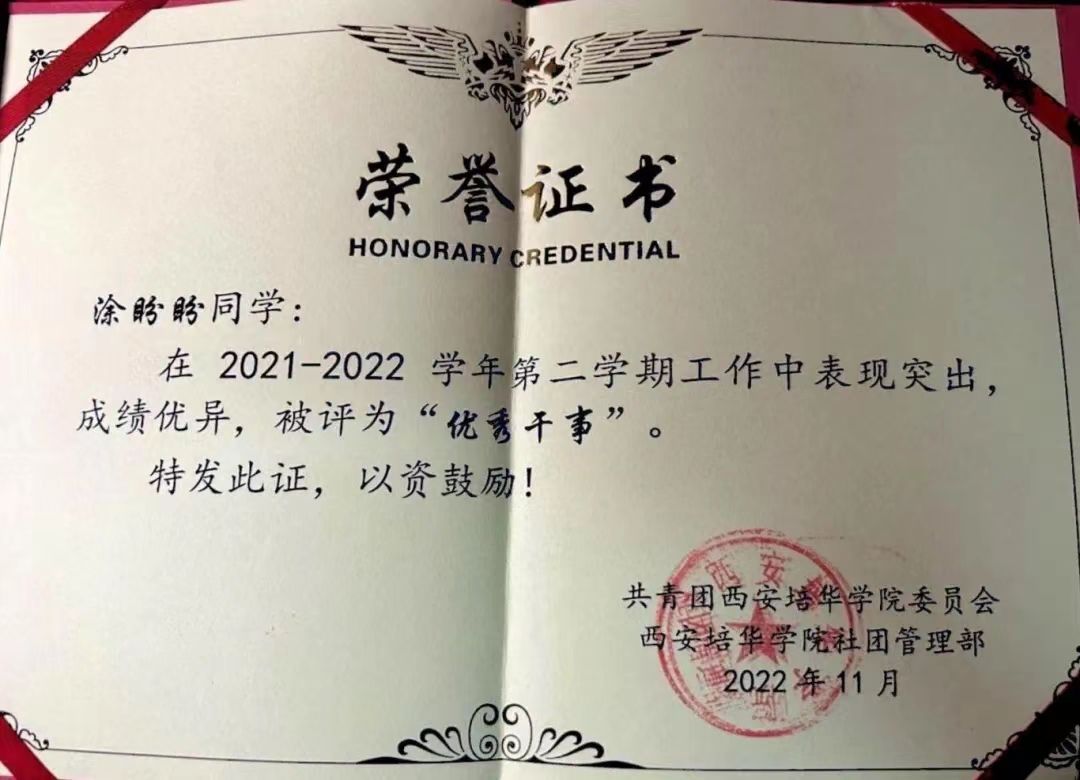 荣誉证书
HONORARY CREDENTIAL
涂盼盼同学：
在 2021-2022 学年第二学期工作中表现突出，
成绩优异，被评为“优秀干事”。
特发此证，以资鼓励！
共青团西安培华学院委员会
西安培华学院社团管理部
2022 年 11 月
西安